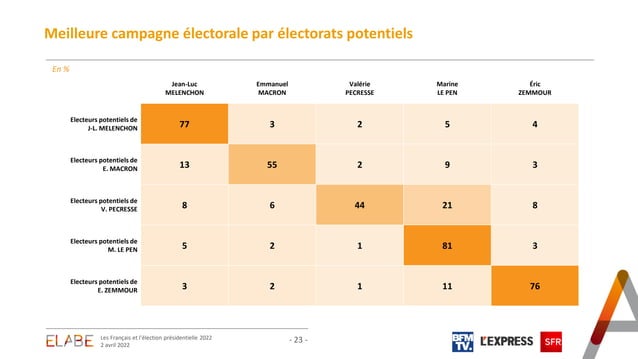 Meilleure campagne électorale par électorats potentiels
En %
Jean-Luc MELENCHON
Emmanuel MACRON
Valérie PECRESSE
Marine LE PEN
Éric ZEMMOUR
Electeurs potentiels de J-L. MELENCHON 77 3 2 5 4
Electeurs potentiels de E. MACRON 13 55 2 9 3
Electeurs potentiels de V. PECRESSE 8 6 44 21 8
Electeurs potentiels de M. LE PEN 5 2 1 81 3
Electeurs potentiels de E. ZEMMOUR 3 2 1 11 76
ELABE
Les Français et l'élection présidentielle 2022
2 avril 2022
- 23 -
BFM TV.
L'EXPRESS
SFR